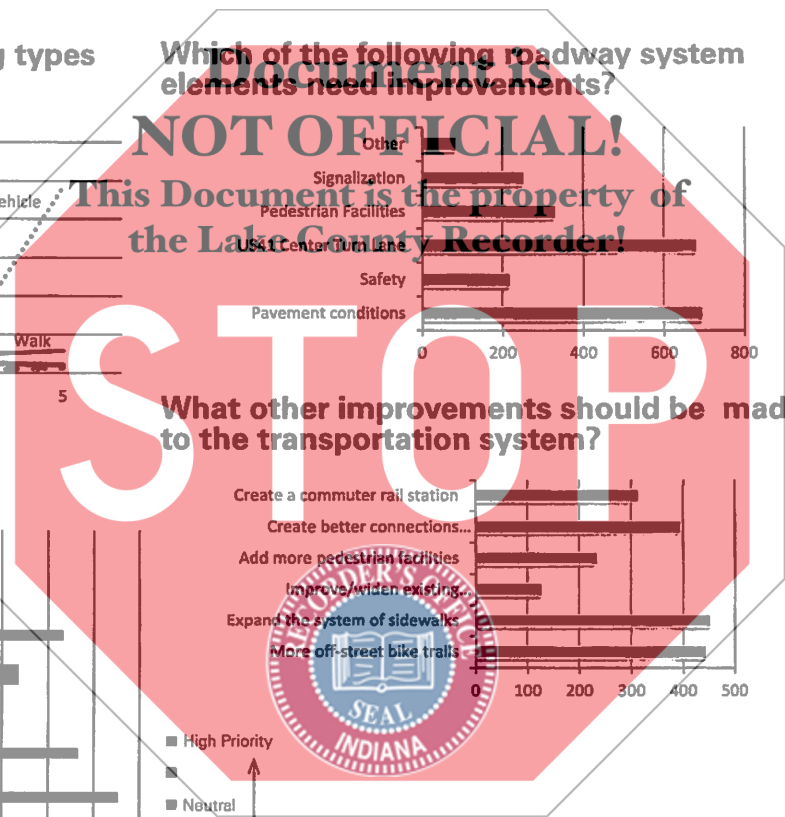 g types
Which of the following roadway system
elements need improvements?
Document is
NOT OFFICIAL!
This Document is the property of
the Lake County Recorder!
Other
Signalization
Pedestrian Facilities
US41 Center Turn Lane
Safety
Pavement conditions
0 200 400 600 800
ehicle
Walk
5
STOP
What other improvements should be mad
to the transportation system?
Create a commuter rail station
Create better connections...
Add more pedestrian facilities
Improve/widen existing...
Expand the system of sidewalks
More off-street bike trails
0 100 200 300 400 500
RECORDER'S OFFICE
SEAL
INDIANA
High Priority
Neutral